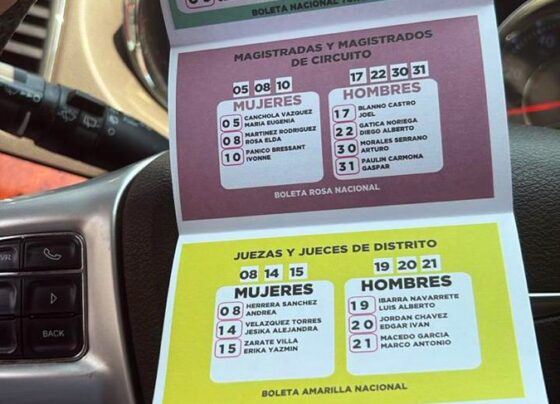 BOLETA NACIONAL
MAGISTRADAS Y MAGISTRADOS
DE CIRCUITO
05 08 10
MUJERES
05 CANCHOLA VAZQUEZ
MARIA EUGENIA
08 MARTINEZ RODRIGUEZ
ROSA ELDA
10 PANICO BRESSANT
IVONNE
17 22 30 31
HOMBRES
17 BLANNO CASTRO
JOEL
22 GATICA NORIEGA
DIEGO ALBERTO
30 MORALES SERRANO
ARTURO
31 PAULIN CARMONA
GASPAR
BOLETA ROSA NACIONAL
JUEZAS Y JUECES DE DISTRITO
08 14 15
MUJERES
08 HERRERA SANCHEZ
ANDREA
14 VELAZQUEZ TORRES
JESIKA ALEJANDRA
15 ZARATE VILLA
ERIKA YAZMIN
19 20 21
HOMBRES
19 IBARRA NAVARRETE
LUIS ALBERTO
20 JORDAN CHAVEZ
EDGAR IVAN
21 MACEDO GARCIA
MARCO ANTONIO
BOLETA AMARILLA NACIONAL
VR
BACK